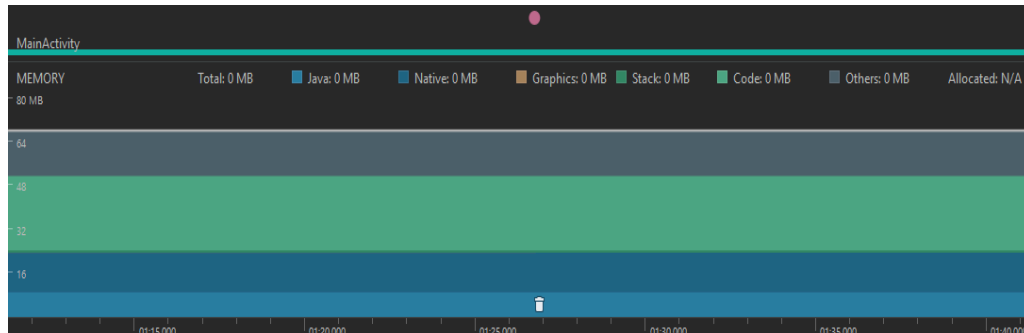 MainActivity
MEMORY Total: 0 MB Java: 0 MB Native: 0 MB Graphics: 0 MB Stack: 0 MB Code: 0 MB Others: 0 MB Allocated: N/A
80 MB
64
48
32
16
01:15.000 01:20.000 01:25.000 01:30.000 01:35.000 01:40.0